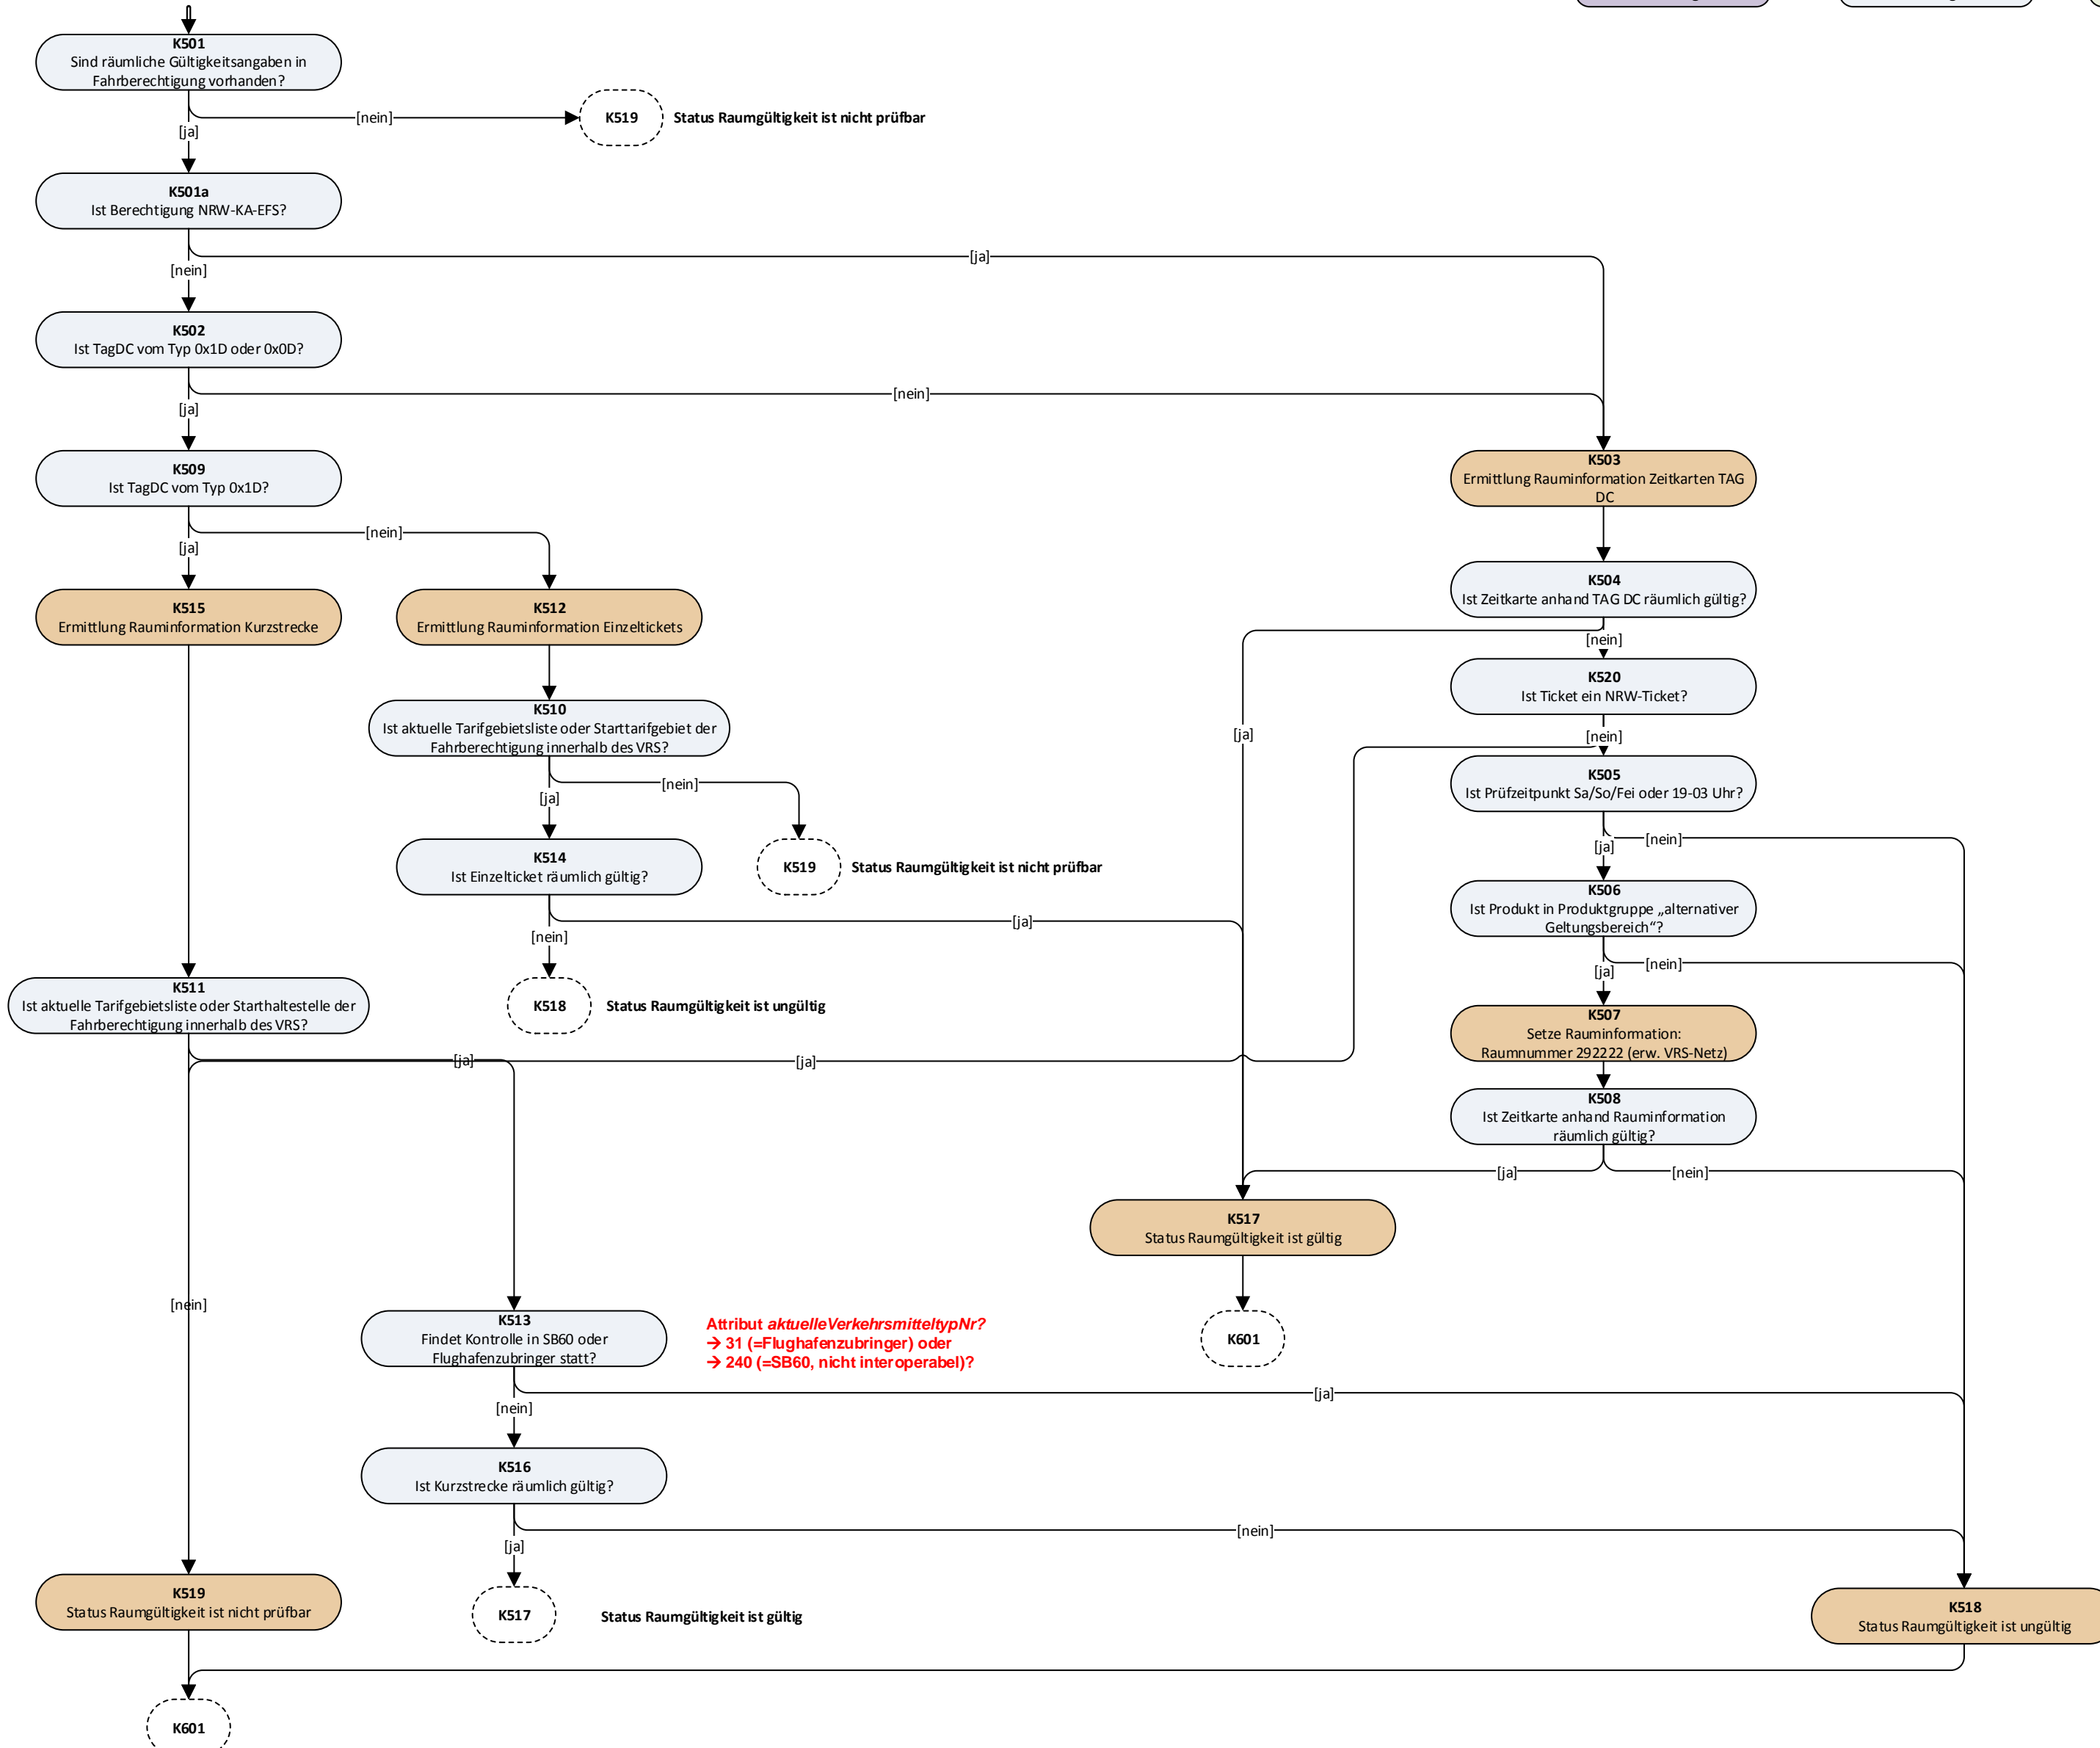 K501
Sind räumliche Gültigkeitsangaben in
Fahrberechtigung vorhanden?
[nein]
K519
Status Raumgültigkeit ist nicht prüfbar
[ja]
K501a
Ist Berechtigung NRW-KA-EFS?
[ja]
[nein]
K502
Ist TagDC vom Typ 0x1D oder 0x0D?
[nein]
[ja]
K509
Ist TagDC vom Typ 0x1D?
K503
Ermittlung Rauminformation Zeitkarten TAG
DC
[nein]
[ja]
K515
Ermittlung Rauminformation Kurzstrecke
K512
Ermittlung Rauminformation Einzeltickets
K504
Ist Zeitkarte anhand TAG DC räumlich gültig?
[nein]
K520
Ist Ticket ein NRW-Ticket?
K510
Ist aktuelle Tarifgebietsliste oder Starttarifgebiet der
Fahrberechtigung innerhalb des VRS?
[ja]
[nein]
K505
Ist Prüfzeitpunkt Sa/So/Fei oder 19-03 Uhr?
[nein]
[ja]
[nein]
[ja]
K514
Ist Einzelticket räumlich gültig?
K519
Status Raumgültigkeit ist nicht prüfbar
K506
Ist Produkt in Produktgruppe „alternativer
Geltungsbereich“?
[ja]
[nein]
[nein]
[ja]
K511
Ist aktuelle Tarifgebietsliste oder Starthaltestelle der
Fahrberechtigung innerhalb des VRS?
K518
Status Raumgültigkeit ist ungültig
K507
Setze Rauminformation:
Raumnummer 292222 (erw. VRS-Netz)
[ja]
[ja]
K508
Ist Zeitkarte anhand Rauminformation
räumlich gültig?
[ja]
[nein]
K517
Status Raumgültigkeit ist gültig
[nein]
K513
Findet Kontrolle in SB60 oder
Flughafenzubringer statt?
Attribut aktuelleVerkehrsmitteltypNr?
→ 31 (=Flughafenzubringer) oder
→ 240 (=SB60, nicht interoperabel)?
K601
[ja]
[nein]
K516
Ist Kurzstrecke räumlich gültig?
[nein]
[ja]
K519
Status Raumgültigkeit ist nicht prüfbar
K517
Status Raumgültigkeit ist gültig
K518
Status Raumgültigkeit ist ungültig
K601